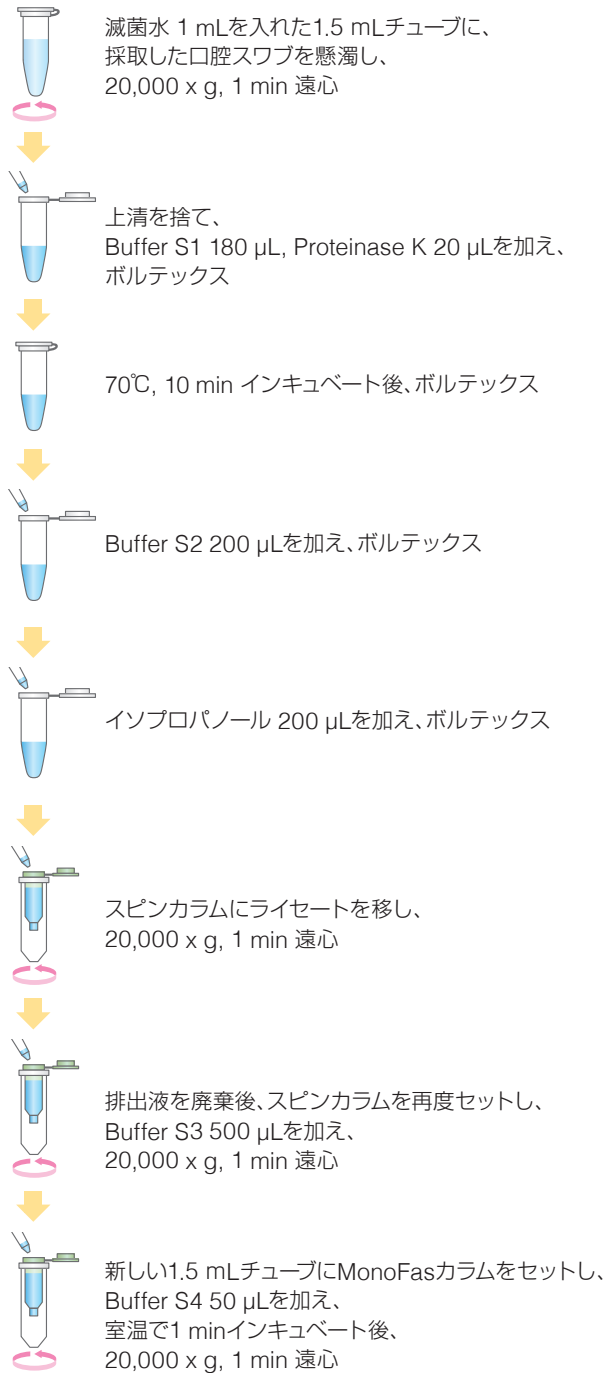 滅菌水 1 mLを入れた1.5 mLチューブに、
採取した口腔スワブを懸濁し、
20,000 x g, 1 min 遠心
上清を捨て、
Buffer S1 180 µL, Proteinase K 20 µLを加え、
ボルテックス
70℃, 10 min インキュベート後、ボルテックス
Buffer S2 200 µLを加え、ボルテックス
イソプロパノール 200 µLを加え、ボルテックス
スピンカラムにライセートを移し、
20,000 x g, 1 min 遠心
排出液を廃棄後、スピンカラムを再度セットし、
Buffer S3 500 µLを加え、
20,000 x g, 1 min 遠心
新しい1.5 mLチューブにMonoFasカラムをセットし、
Buffer S4 50 µLを加え、
室温で1 minインキュベート後、
20,000 x g, 1 min 遠心